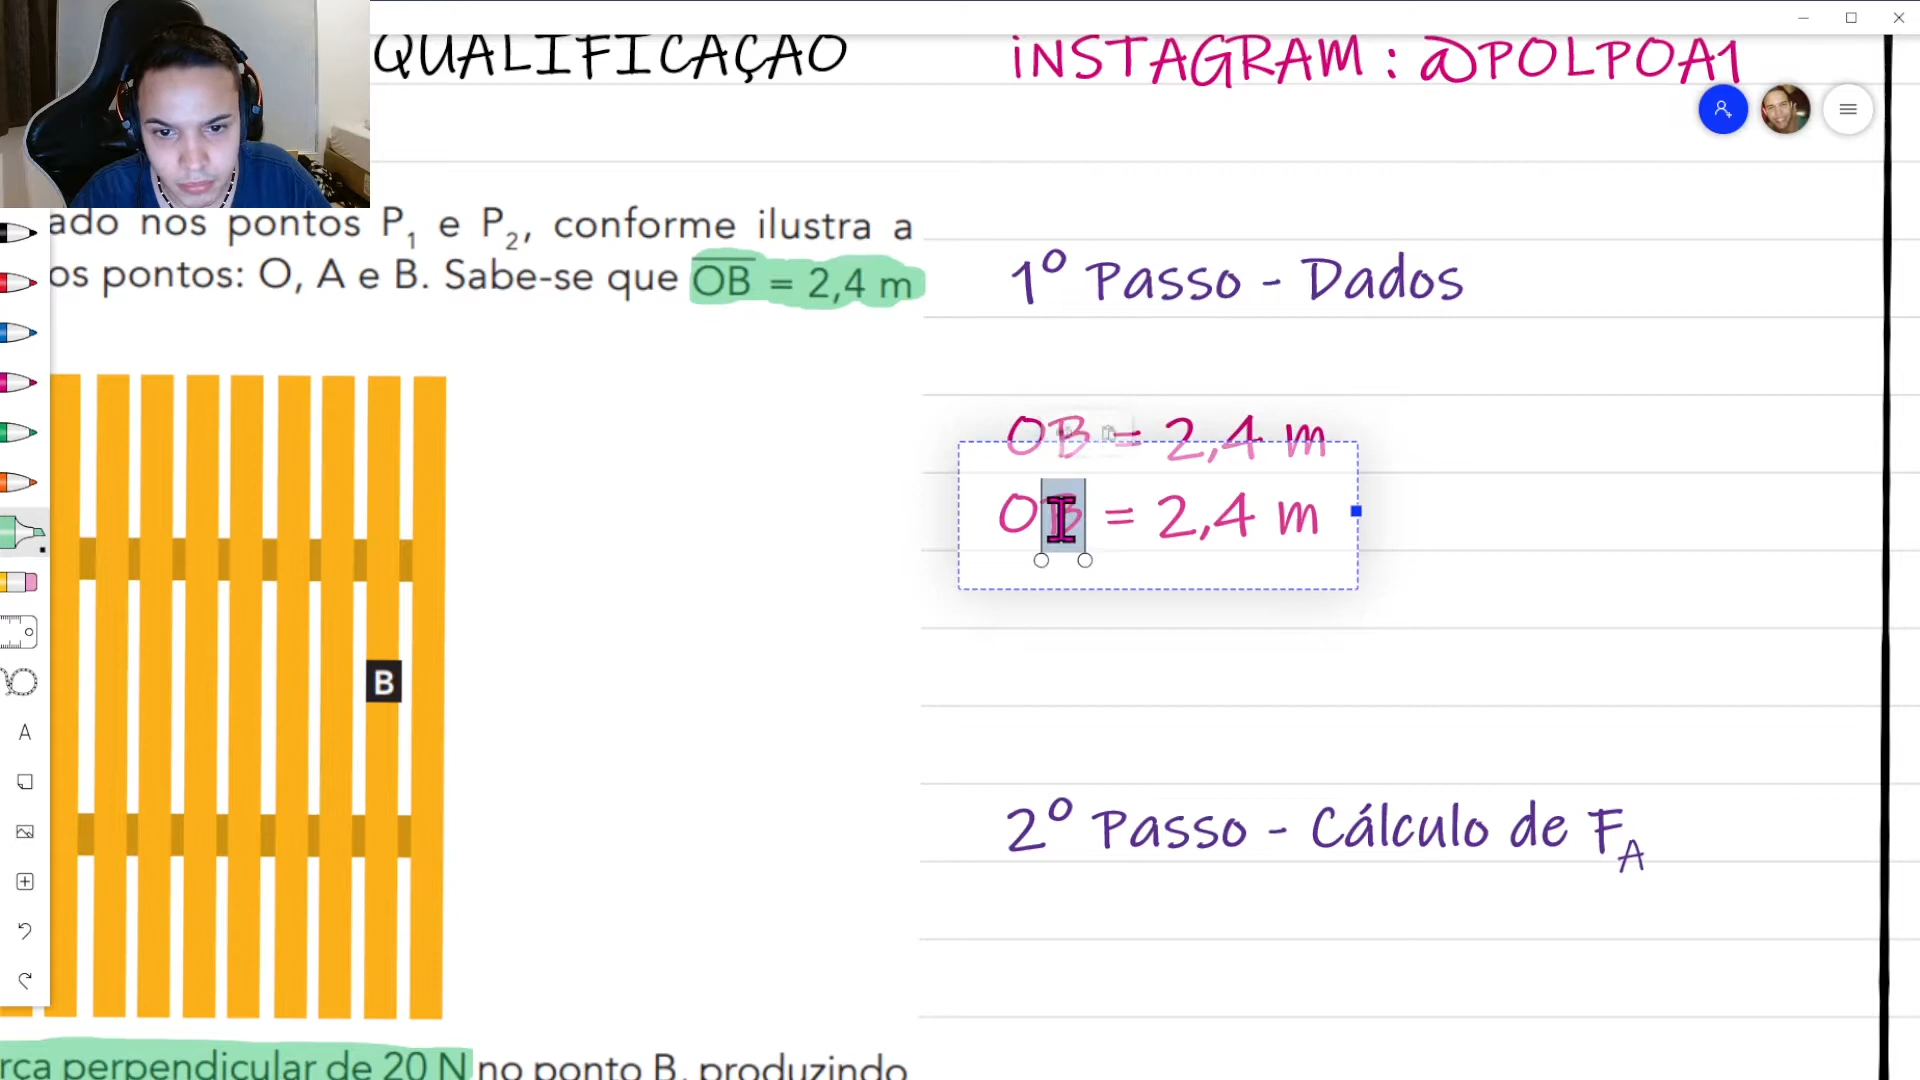 QUALIFICAÇAO
INSTAGRAM : @POLPOA1
ado nos pontos P1 e P2, conforme ilustra a
os pontos: O, A e B. Sabe-se que OB = 2,4 m
1º Passo - Dados
OB = 2,4 m
OB = 2,4 m
B
2º Passo - Cálculo de FA
A
rça perpendicular de 20 N no ponto B, produzindo